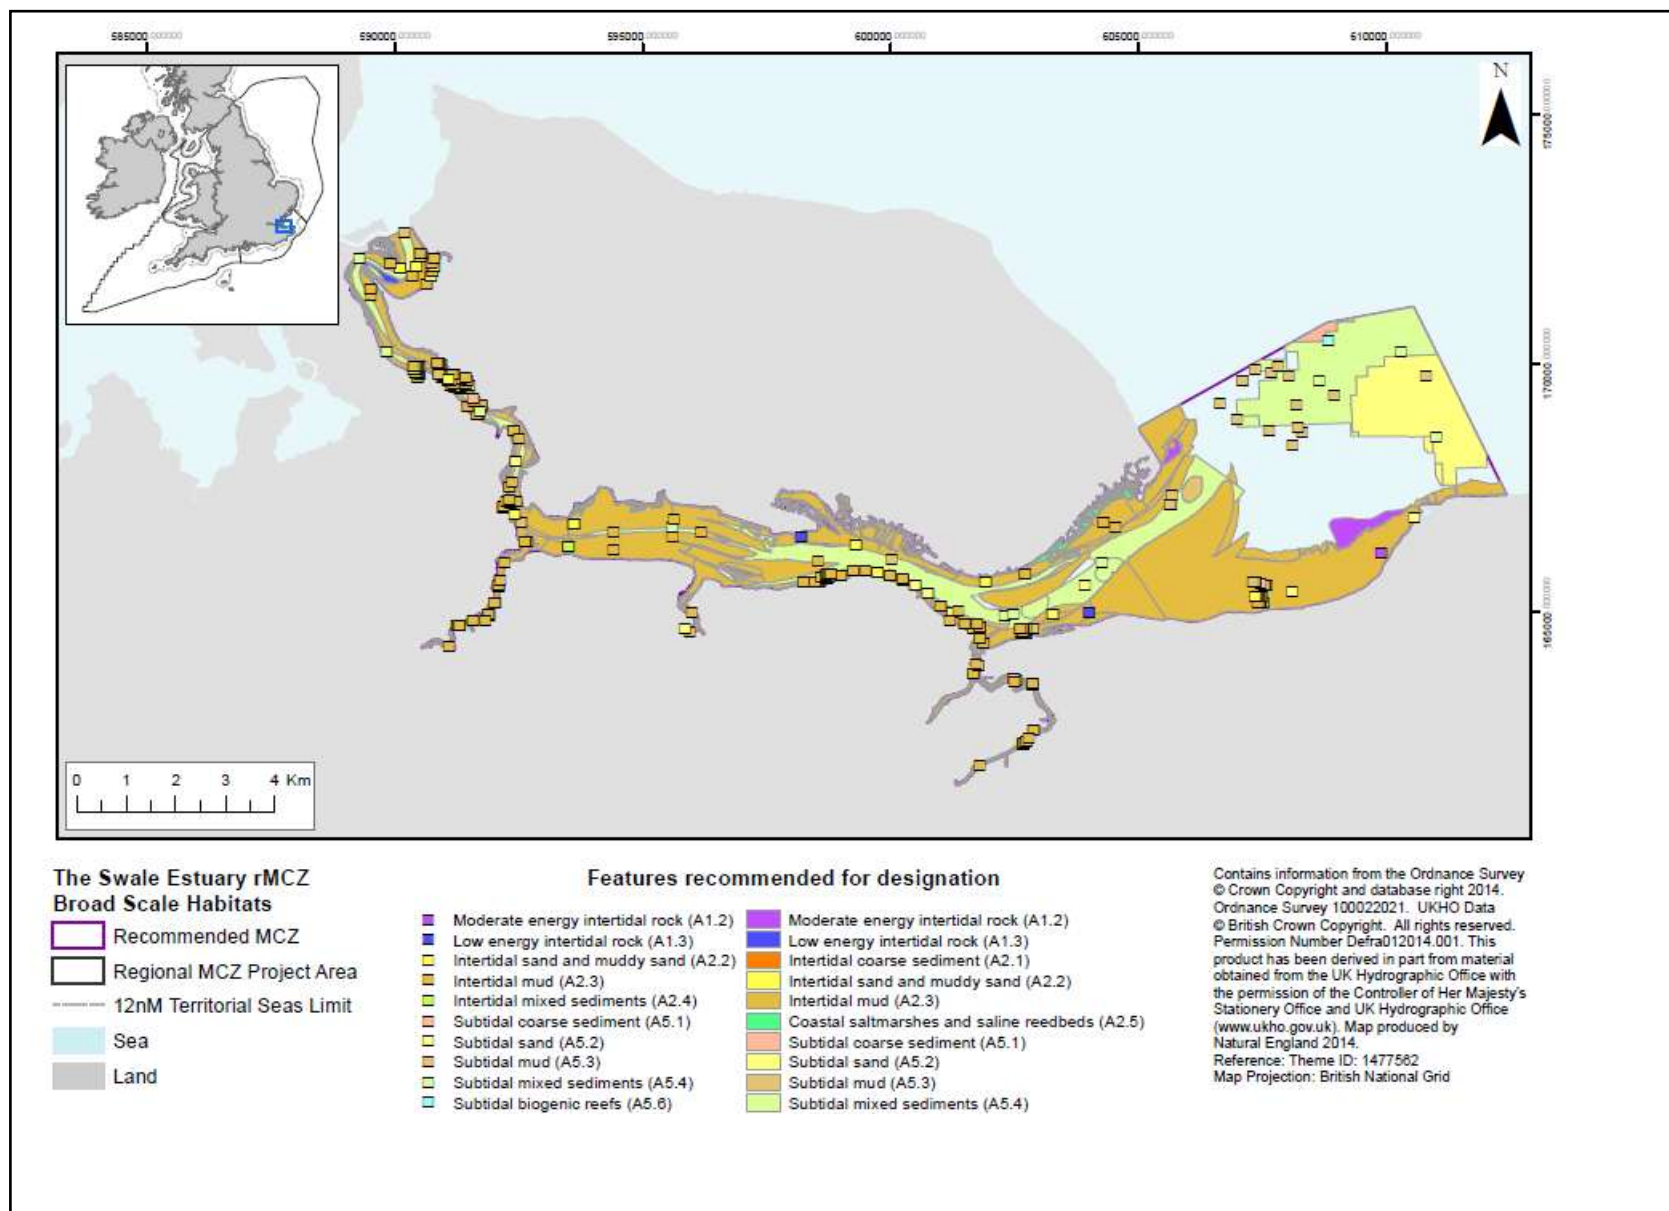 585000.000000 590000.000000 595000.000000 600000.000000 605000.000000 610000.000000
N
175000.000000
170000.000000
165000.000000
0 1 2 3 4 Km
The Swale Estuary rMCZ
Broad Scale Habitats
Recommended MCZ
Regional MCZ Project Area
12nM Territorial Seas Limit
Sea
Land
Features recommended for designation
Moderate energy intertidal rock (A1.2)
Low energy intertidal rock (A1.3)
Intertidal sand and muddy sand (A2.2)
Intertidal mud (A2.3)
Intertidal mixed sediments (A2.4)
Subtidal coarse sediment (A5.1)
Subtidal sand (A5.2)
Subtidal mud (A5.3)
Subtidal mixed sediments (A5.4)
Subtidal biogenic reefs (A5.6)
Moderate energy intertidal rock (A1.2)
Low energy intertidal rock (A1.3)
Intertidal coarse sediment (A2.1)
Intertidal sand and muddy sand (A2.2)
Intertidal mud (A2.3)
Coastal saltmarshes and saline reedbeds (A2.5)
Subtidal coarse sediment (A5.1)
Subtidal sand (A5.2)
Subtidal mud (A5.3)
Subtidal mixed sediments (A5.4)
Contains information from the Ordnance Survey
© Crown Copyright and database right 2014.
Ordnance Survey 100022021. UKHO Data
© British Crown Copyright. All rights reserved.
Permission Number Defra012014.001. This
product has been derived in part from material
obtained from the UK Hydrographic Office with
the permission of the Controller of Her Majesty's
Stationery Office and UK Hydrographic Office
(www.ukho.gov.uk). Map produced by
Natural England 2014.
Reference: Theme ID: 1477562
Map Projection: British National Grid